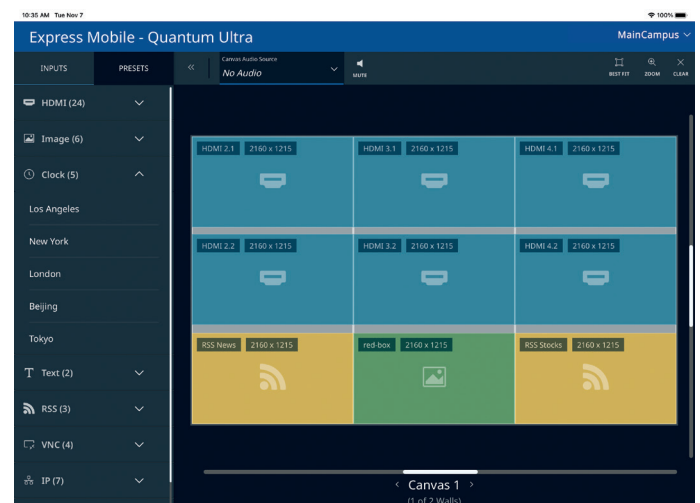 10:35 AM Tue Nov 7
100%
Express Mobile - Quantum Ultra
MainCampus
INPUTS
PRESETS
Canvas Audio Source
No Audio
MUTE
BEST FIT
ZOOM
CLEAR
HDMI (24)
Image (6)
Clock (5)
Los Angeles
New York
London
Beijing
Tokyo
Text (2)
RSS (3)
VNC (4)
IP (7)
HDMI 2.1 2160 x 1215
HDMI 3.1 2160 x 1215
HDMI 4.1 2160 x 1215
HDMI 2.2 2160 x 1215
HDMI 3.2 2160 x 1215
HDMI 4.2 2160 x 1215
RSS News 2160 x 1215
red-box 2160 x 1215
RSS Stocks 2160 x 1215
Canvas 1
(1 of 2 Walls)